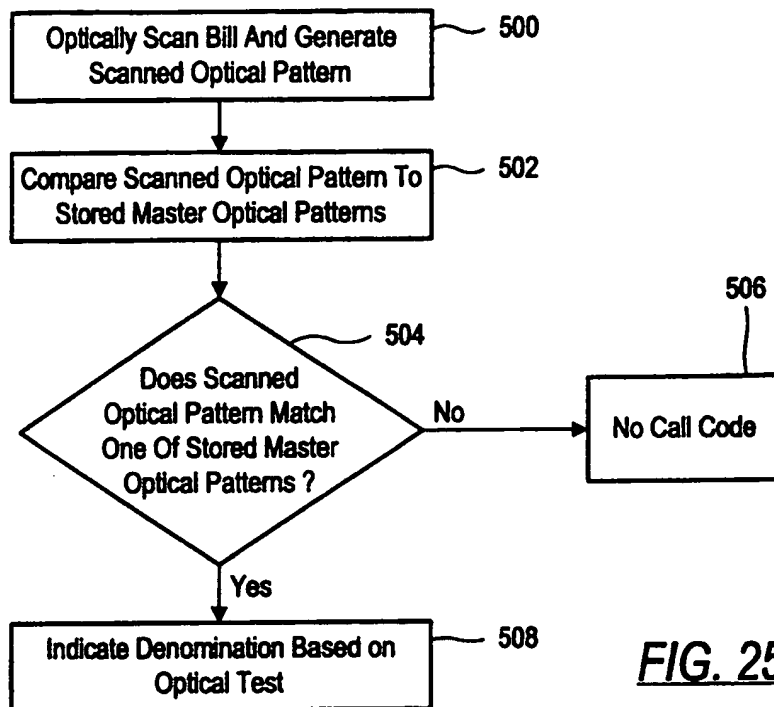 Optically Scan Bill And Generate
Scanned Optical Pattern
500
Compare Scanned Optical Pattern To
Stored Master Optical Patterns
502
504
Does Scanned
Optical Pattern Match
One Of Stored Master
Optical Patterns ?
No
506
No Call Code
Yes
Indicate Denomination Based on
Optical Test
508
FIG. 25